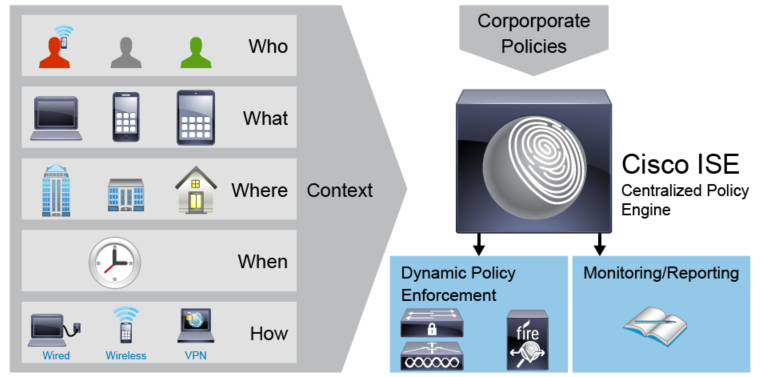 Who
What
Where
When
How
Wired
Wireless
VPN
Context
Corporporate
Policies
Cisco ISE
Centralized Policy
Engine
Dynamic Policy
Enforcement
fire
Monitoring/Reporting